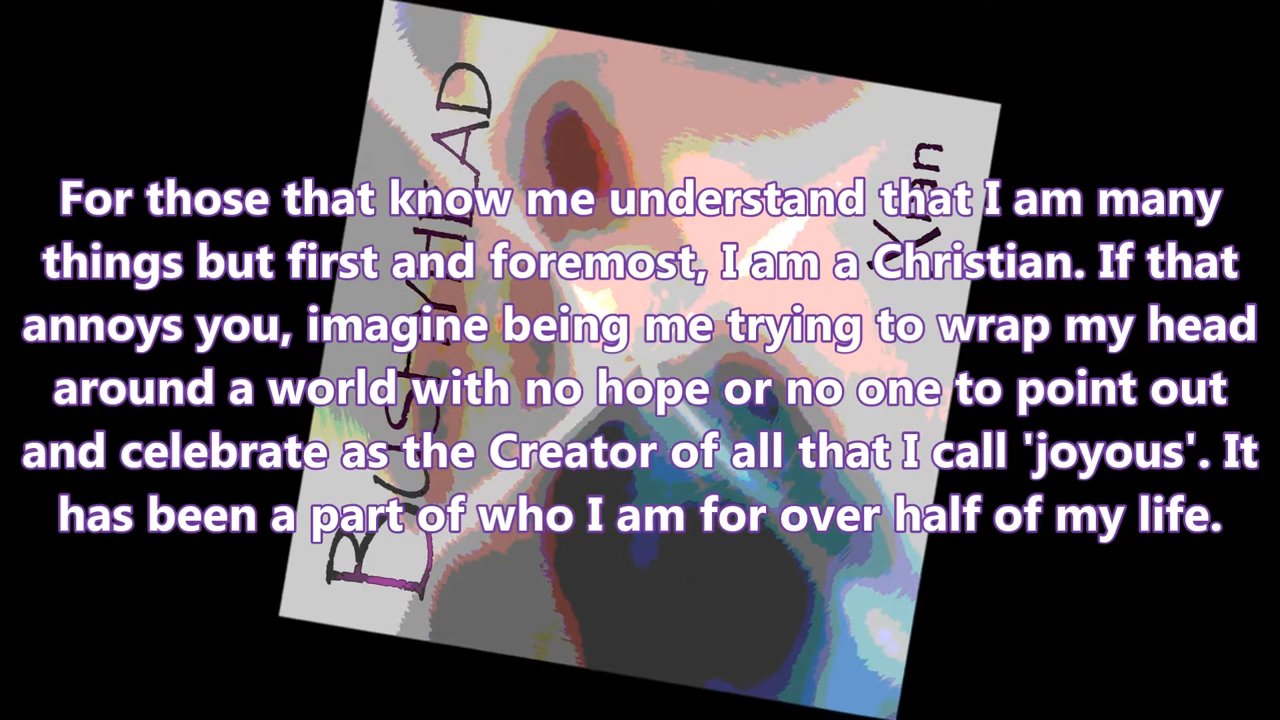 For those that know me understand that I am many
things but first and foremost, I am a Christian. If that
annoys you, imagine being me trying to wrap my head
around a world with no hope or no one to point out
and celebrate as the Creator of all that I call 'joyous'. It
has been a part of who I am for over half of my life.